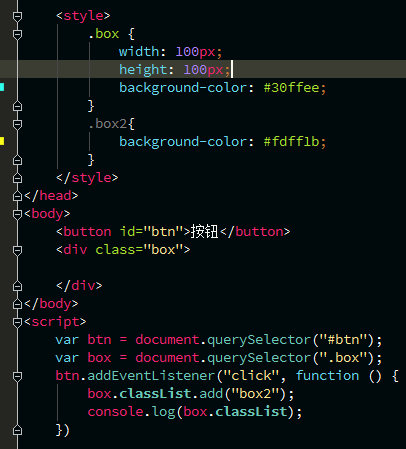 <style>
.box {
width: 100px;
height: 100px;
background-color: #30ffee;
}
.box2{
background-color: #fdff1b;
}
</style>
</head>
<body>
<button id="btn">按钮</button>
<div class="box">
</div>
</body>
<script>
var btn = document.querySelector("#btn");
var box = document.querySelector(".box");
btn.addEventListener("click", function () {
box.classList.add("box2");
console.log(box.classList);
})